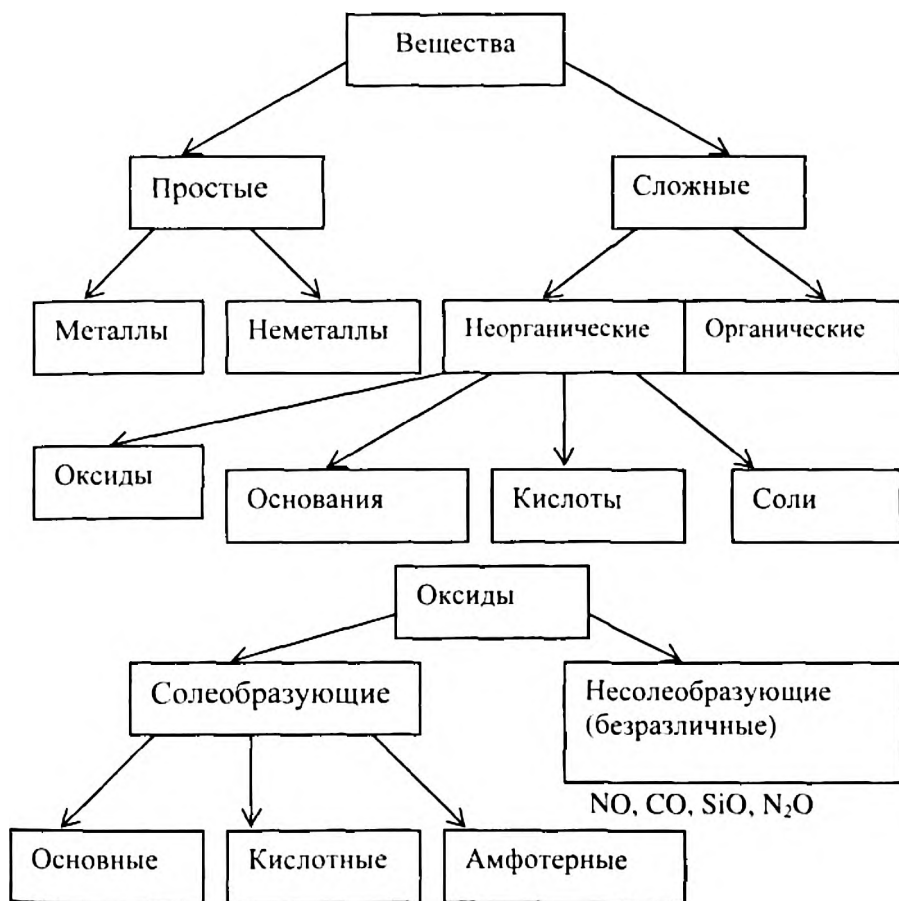 Вещества
Простые
Сложные
Металлы
Неметаллы
Неорганические
Органические
Оксиды
Основания
Кислоты
Соли
Оксиды
Солеобразующие
Несолеобразующие
(безразличные)
NO, CO, SiO, N₂O
Основные
Кислотные
Амфотерные